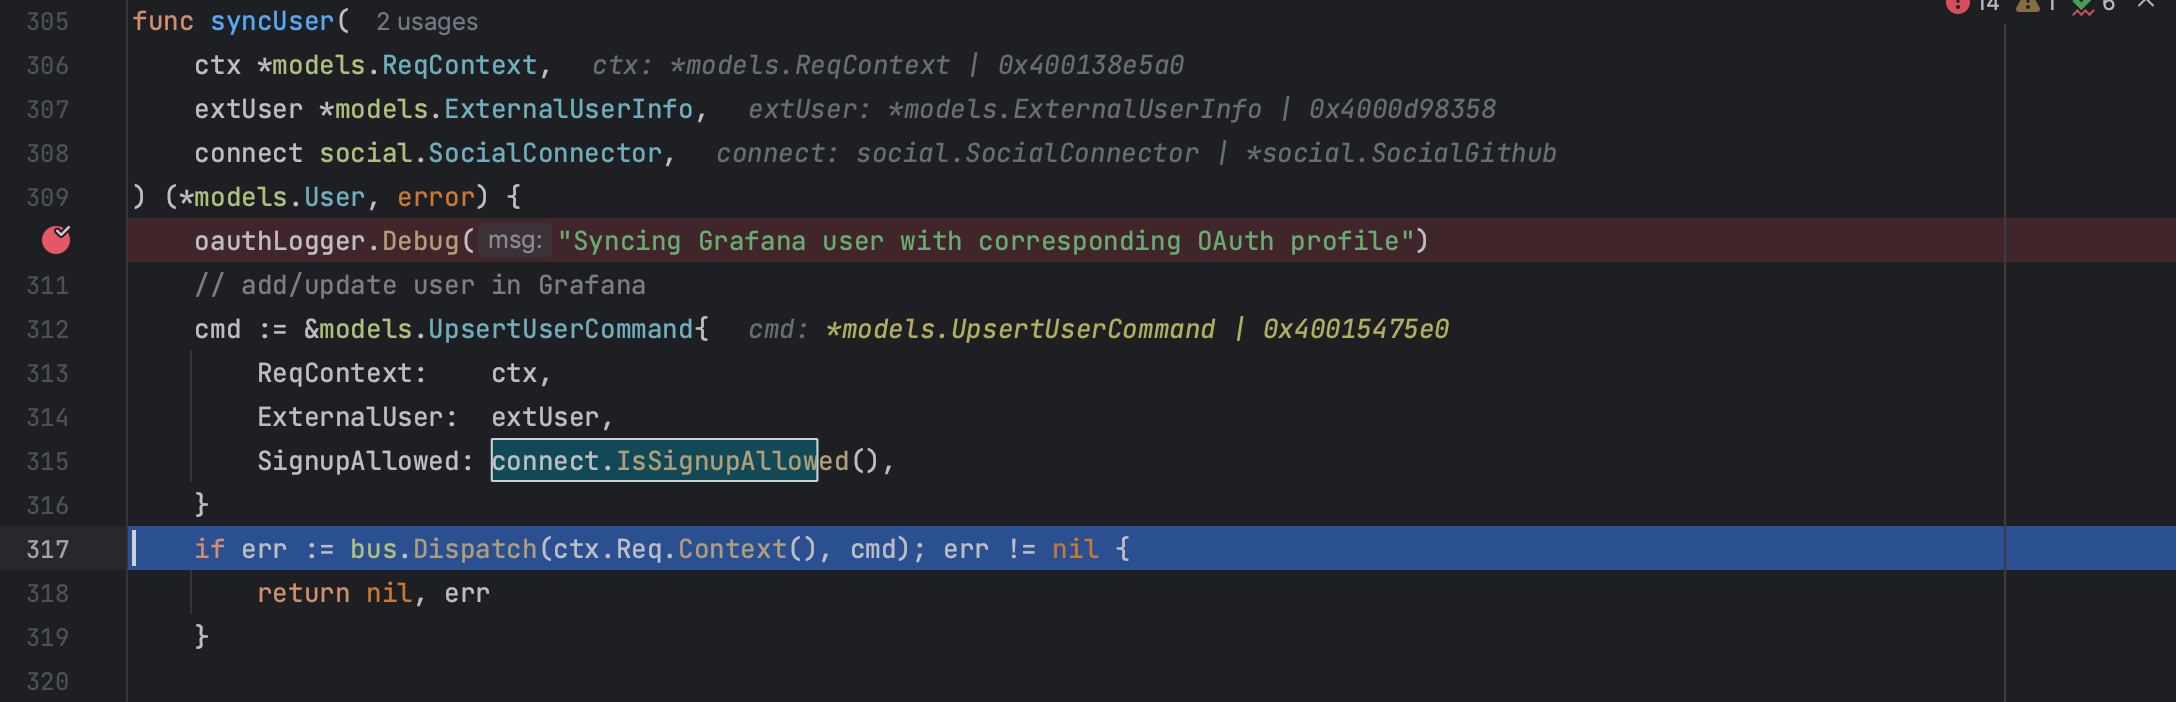 14 1 6
305 func syncUser( 2 usages
306 ctx *models.ReqContext, ctx: *models.ReqContext | 0x400138e5a0
307 extUser *models.ExternalUserInfo, extUser: *models.ExternalUserInfo | 0x4000d98358
308 connect social.SocialConnector, connect: social.SocialConnector | *social.SocialGithub
309 ) (*models.User, error) {
oauthLogger.Debug( msg: "Syncing Grafana user with corresponding OAuth profile")
311 // add/update user in Grafana
312 cmd := &models.UpsertUserCommand{ cmd: *models.UpsertUserCommand | 0x40015475e0
313 ReqContext: ctx,
314 ExternalUser: extUser,
315 SignupAllowed: connect.IsSignupAllowed(),
316 }
317 if err := bus.Dispatch(ctx.Req.Context(), cmd); err != nil {
318 return nil, err
319 }
320